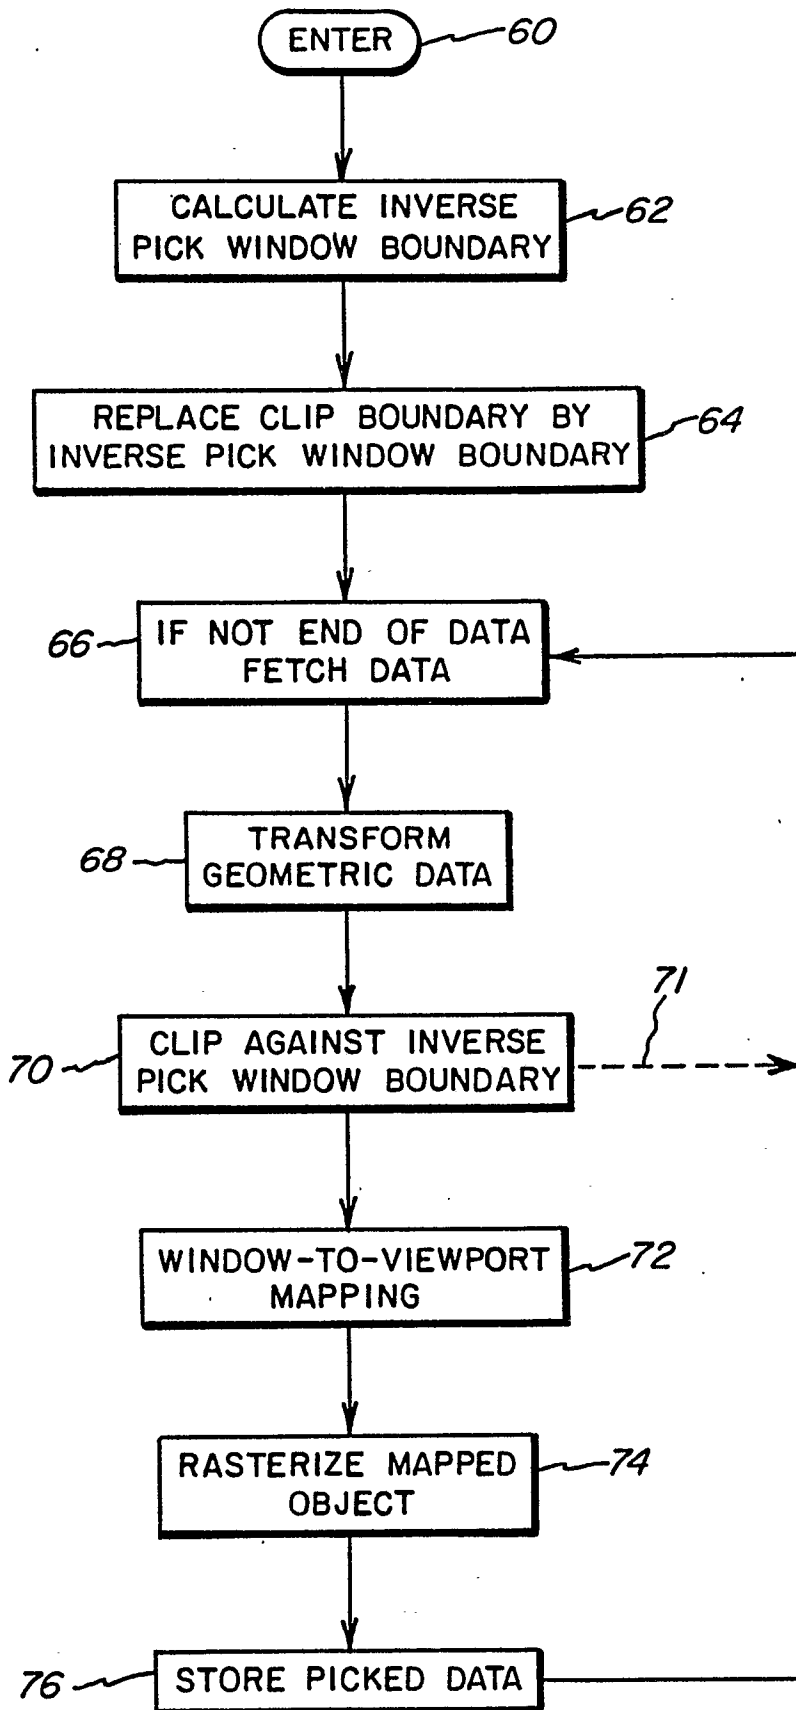 ENTER 60
CALCULATE INVERSE
PICK WINDOW BOUNDARY 62
REPLACE CLIP BOUNDARY BY
INVERSE PICK WINDOW BOUNDARY 64
66 IF NOT END OF DATA
FETCH DATA
68 TRANSFORM
GEOMETRIC DATA
71
70 CLIP AGAINST INVERSE
PICK WINDOW BOUNDARY
WINDOW-TO-VIEWPORT 72
MAPPING
RASTERIZE MAPPED 74
OBJECT
76 STORE PICKED DATA